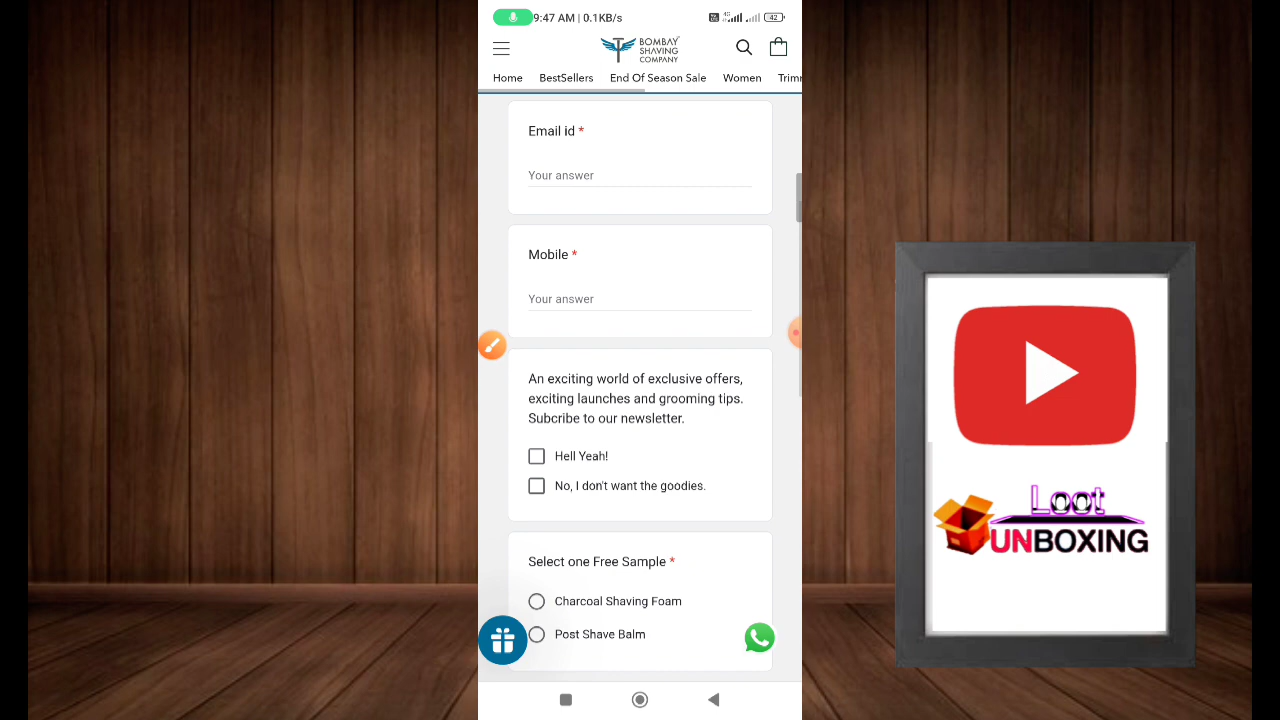 9:47 AM | 0.1KB/s
4G
42
BOMBAY
SHAVING
COMPANY
Home BestSellers End Of Season Sale Women Trim
Email id *
Your answer
Mobile *
Your answer
An exciting world of exclusive offers,
exciting launches and grooming tips.
Subcribe to our newsletter.
Hell Yeah!
No, I don't want the goodies.
Select one Free Sample *
Charcoal Shaving Foam
Post Shave Balm
Loot
UNBOXING